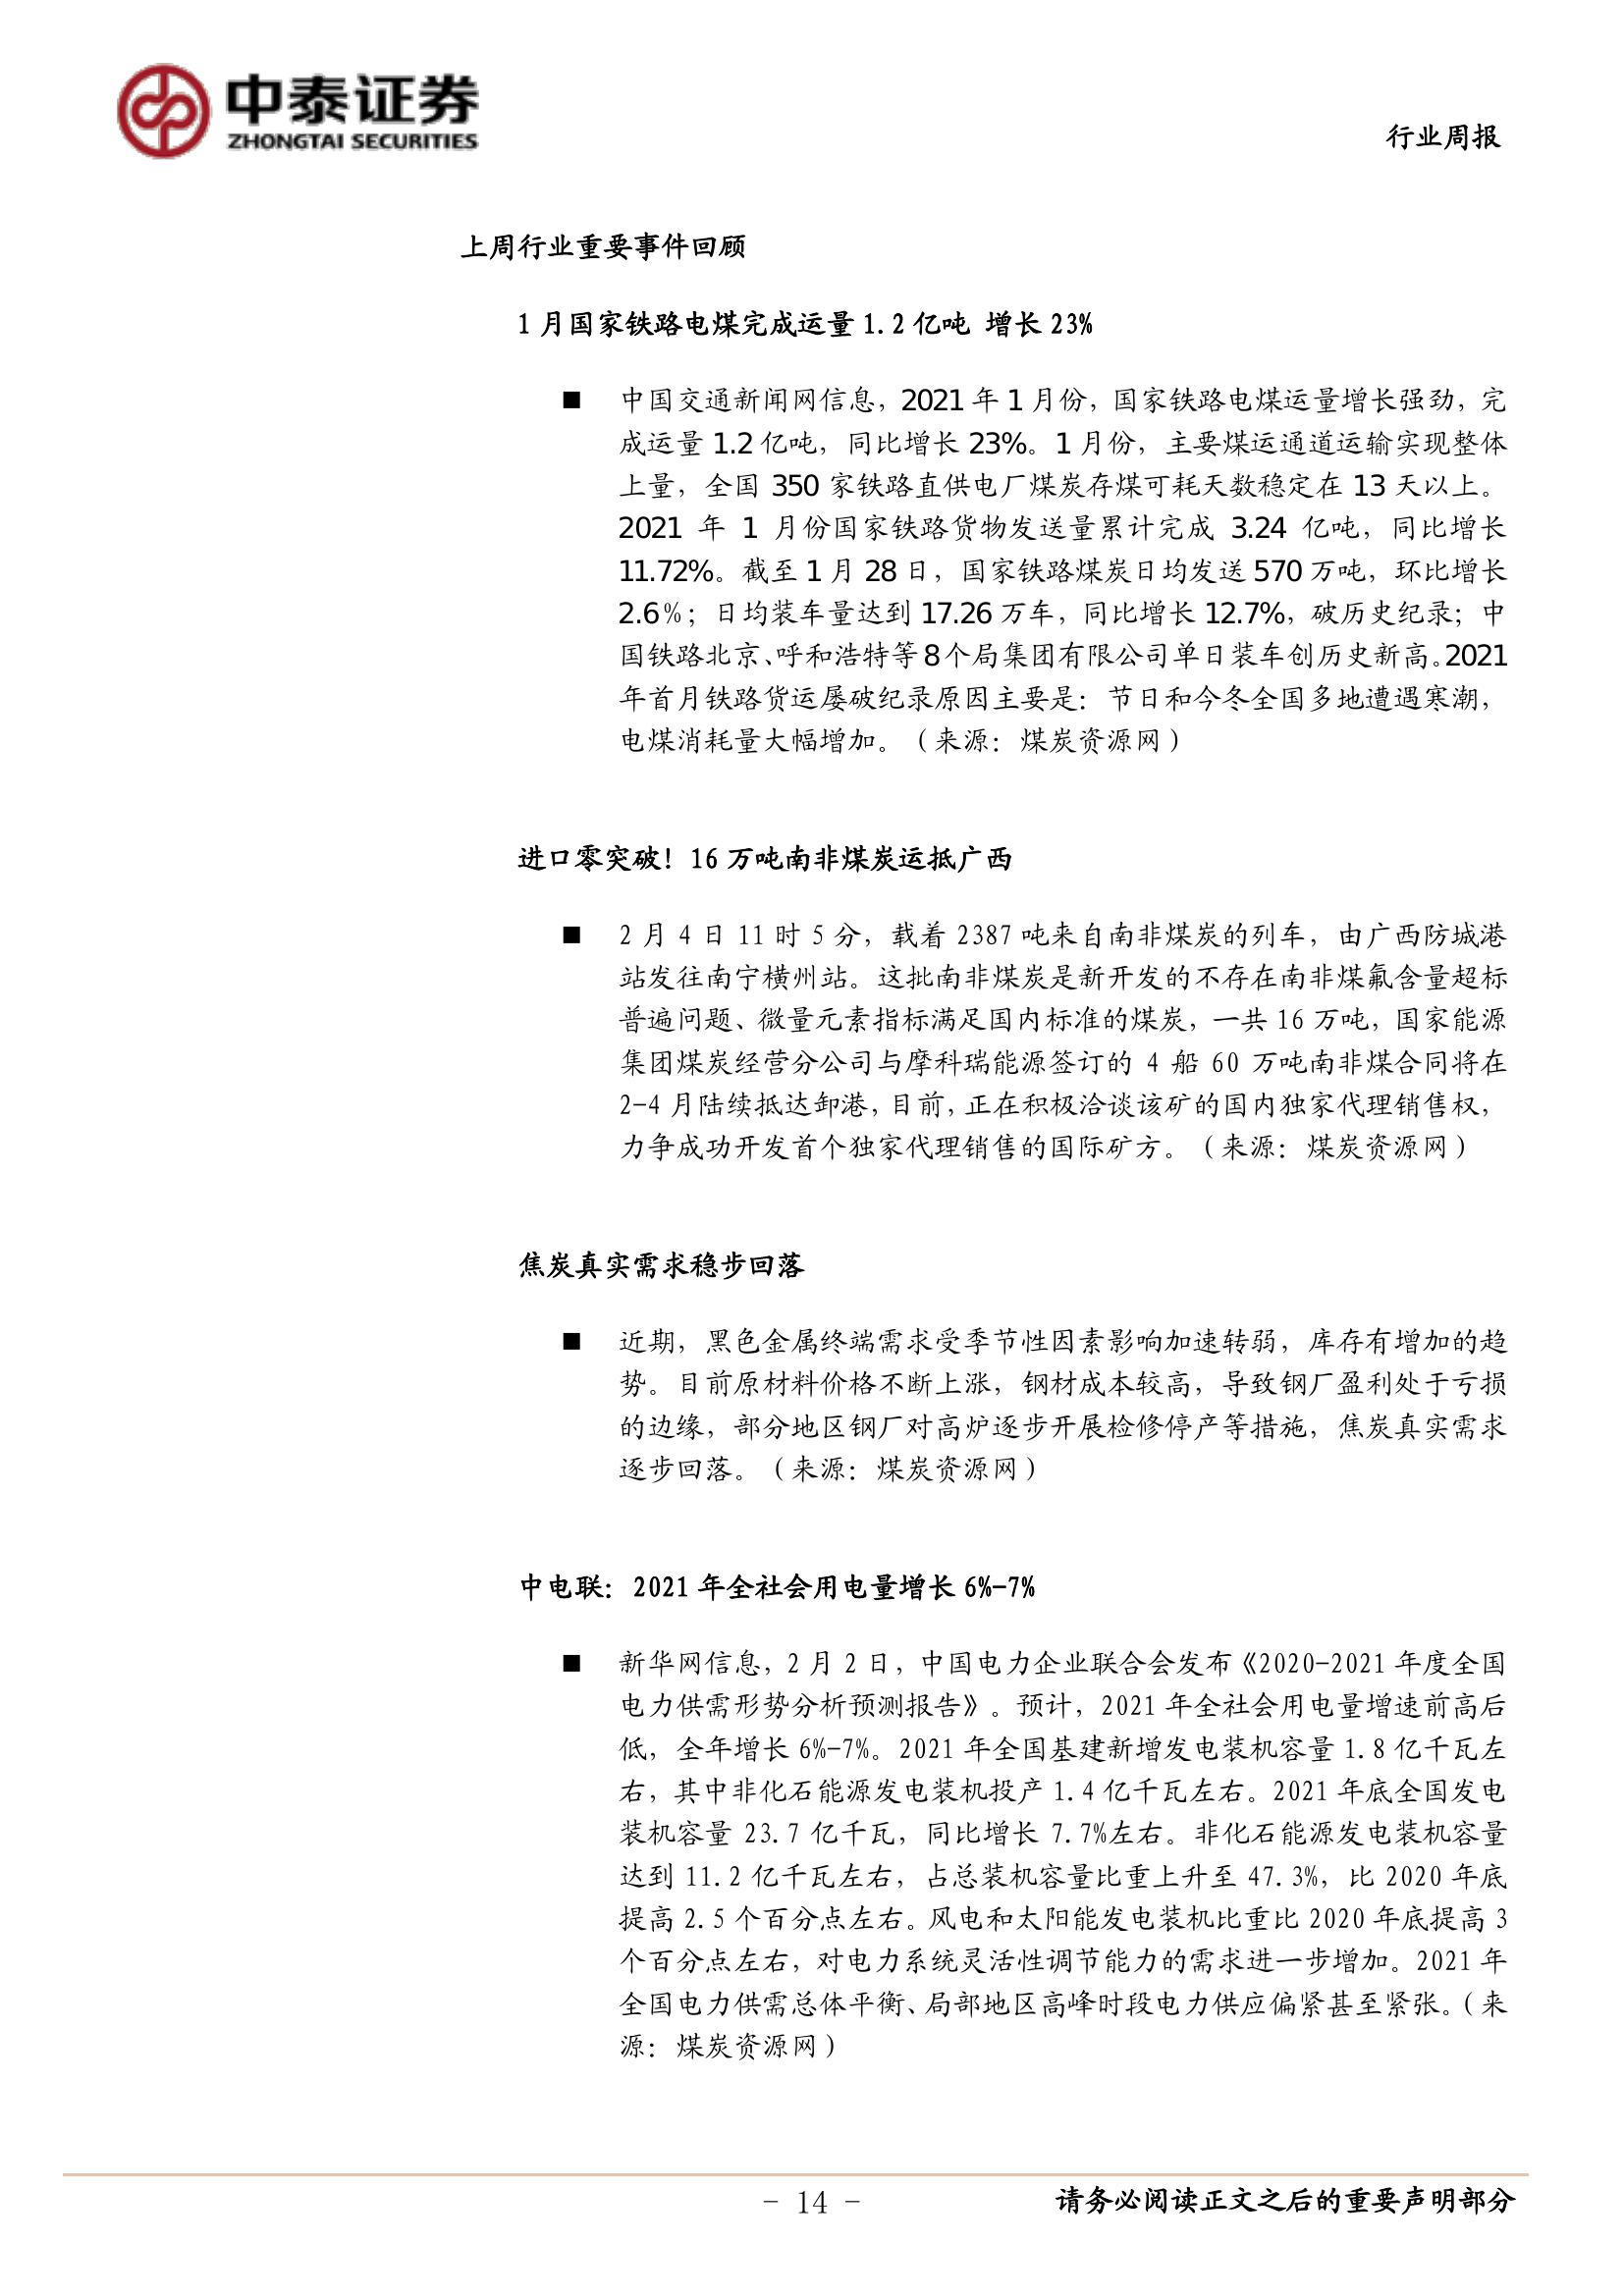 中泰证券
ZHONGTAI SECURITIES
行业周报
上周行业重要事件回顾
1 月国家铁路电煤完成运量 1.2 亿吨 增长 23%
■ 中国交通新闻网信息，2021 年 1 月份，国家铁路电煤运量增长强劲，完
成运量 1.2 亿吨，同比增长 23%。1 月份，主要煤运通道运输实现整体
上量，全国 350 家铁路直供电厂煤炭存煤可耗天数稳定在 13 天以上。
2021 年 1 月份国家铁路货物发送量累计完成 3.24 亿吨，同比增长
11.72%。截至 1 月 28 日，国家铁路煤炭日均发送 570 万吨，环比增长
2.6%；日均装车量达到 17.26 万车，同比增长 12.7%，破历史纪录；中
国铁路北京、呼和浩特等 8 个局集团有限公司单日装车创历史新高。2021
年首月铁路货运屡破纪录原因主要是：节日和今冬全国多地遭遇寒潮，
电煤消耗量大幅增加。（来源：煤炭资源网）
进口零突破！16 万吨南非煤炭运抵广西
■ 2 月 4 日 11 时 5 分，载着 2387 吨来自南非煤炭的列车，由广西防城港
站发往南宁横州站。这批南非煤炭是新开发的不存在南非煤氟含量超标
普遍问题、微量元素指标满足国内标准的煤炭，一共 16 万吨，国家能源
集团煤炭经营分公司与摩科瑞能源签订的 4 船 60 万吨南非煤合同将在
2-4 月陆续抵达卸港，目前，正在积极洽谈该矿的国内独家代理销售权，
力争成功开发首个独家代理销售的国际矿方。（来源：煤炭资源网）
焦炭真实需求稳步回落
■ 近期，黑色金属终端需求受季节性因素影响加速转弱，库存有增加的趋
势。目前原材料价格不断上涨，钢材成本较高，导致钢厂盈利处于亏损
的边缘，部分地区钢厂对高炉逐步开展检修停产等措施，焦炭真实需求
逐步回落。（来源：煤炭资源网）
中电联：2021 年全社会用电量增长 6%-7%
■ 新华网信息，2 月 2 日，中国电力企业联合会发布《2020-2021 年度全国
电力供需形势分析预测报告》。预计，2021 年全社会用电量增速前高后
低，全年增长 6%-7%。2021 年全国基建新增发电装机容量 1.8 亿千瓦左
右，其中非化石能源发电装机投产 1.4 亿千瓦左右。2021 年底全国发电
装机容量 23.7 亿千瓦，同比增长 7.7%左右。非化石能源发电装机容量
达到 11.2 亿千瓦左右，占总装机容量比重上升至 47.3%，比 2020 年底
提高 2.5 个百分点左右。风电和太阳能发电装机比重比 2020 年底提高 3
个百分点左右，对电力系统灵活性调节能力的需求进一步增加。2021 年
全国电力供需总体平衡、局部地区高峰时段电力供应偏紧甚至紧张。（来
源：煤炭资源网）
- 14 -
请务必阅读正文之后的重要声明部分